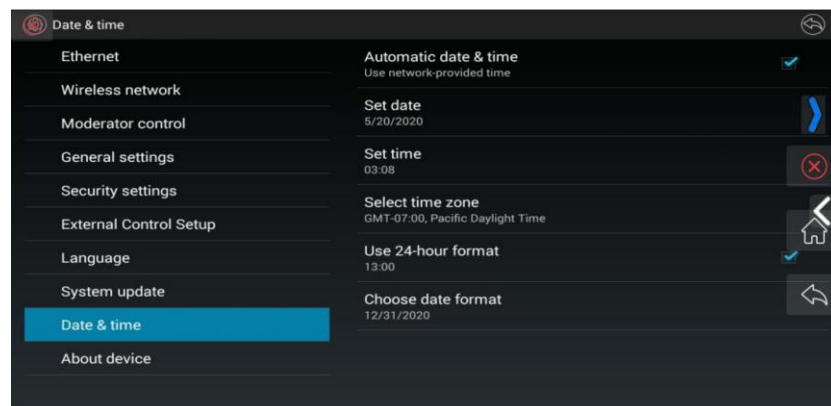 Date & time
Ethernet
Wireless network
Moderator control
General settings
Security settings
External Control Setup
Language
System update
Date & time
About device
Automatic date & time
Use network-provided time
Set date
5/20/2020
Set time
03:08
Select time zone
GMT-07:00, Pacific Daylight Time
Use 24-hour format
13:00
Choose date format
12/31/2020